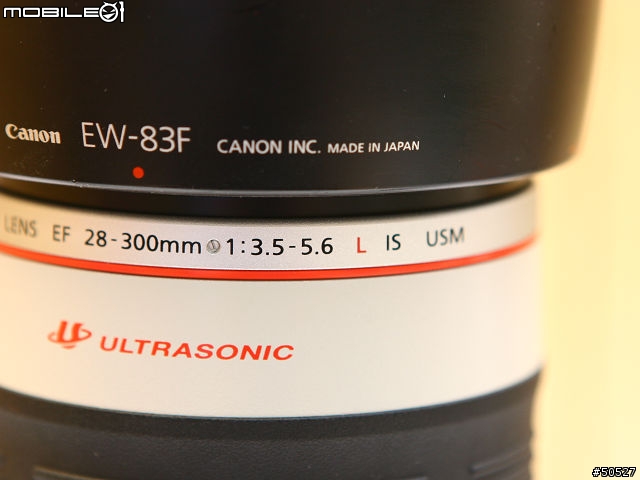 MOBILE01
Canon EW-83F CANON INC. MADE IN JAPAN
LENS EF 28-300mm 1:3.5-5.6 L IS USM
ULTRASONIC
#50527